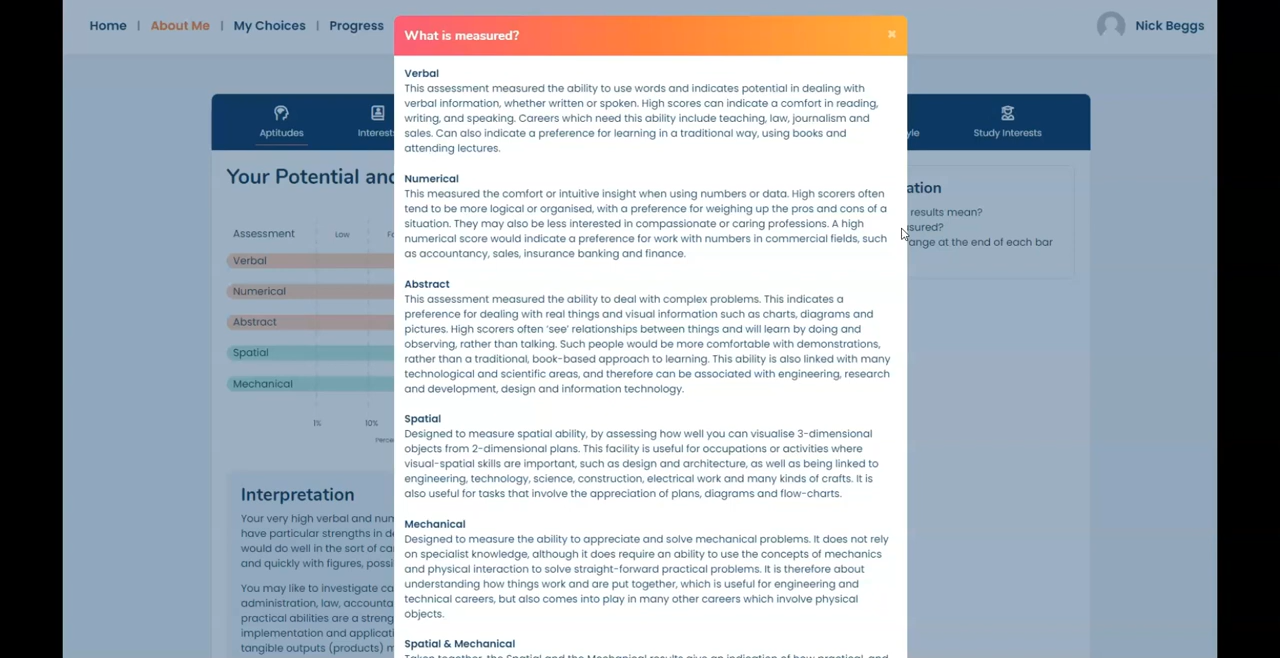 Home | About Me | My Choices | Progress
Nick Beggs
What is measured?
×
Aptitudes
Study Interests
Your Potential and
Assessment
Low
Verbal
Numerical
Abstract
Spatial
Mechanical
1%
10%
Interpretation
Your very high verbal and
have particular strengths in
would do well in the sort of
and quickly with figures,
You may like to investigate
administration, law,
practical abilities are a
implementation and
tangible outputs (products)
Verbal
This assessment measured the ability to use words and indicates potential in dealing with
verbal information, whether written or spoken. High scores can indicate a comfort in reading,
writing, and speaking. Careers which need this ability include teaching, law, journalism and
sales. Can also indicate a preference for learning in a traditional way, using books and
attending lectures.
Numerical
This measured the comfort or intuitive insight when using numbers or data. High scorers often
tend to be more logical or organised, with a preference for weighing up the pros and cons of a
situation. They may also be less interested in compassionate or caring professions. A high
numerical score would indicate a preference for work with numbers in commercial fields, such
as accountancy, sales, insurance banking and finance.
Abstract
This assessment measured the ability to deal with complex problems. This indicates a
preference for dealing with real things and visual information such as charts, diagrams and
pictures. High scorers often ‘see’ relationships between things and will learn by doing and
observing, rather than talking. Such people would be more comfortable with demonstrations,
rather than a traditional, book-based approach to learning. This ability is also linked with many
technological and scientific areas, and therefore can be associated with engineering, research
and development, design and information technology.
Spatial
Designed to measure spatial ability, by assessing how well you can visualise 3-dimensional
objects from 2-dimensional plans. This facility is useful for occupations or activities where
visual-spatial skills are important, such as design and architecture, as well as being linked to
engineering, technology, science, construction, electrical work and many kinds of crafts. It is
also useful for tasks that involve the appreciation of plans, diagrams and flow-charts.
Mechanical
Designed to measure the ability to appreciate and solve mechanical problems. It does not rely
on specialist knowledge, although it does require an ability to use the concepts of mechanics
and physical interaction to solve straight-forward practical problems. It is therefore about
understanding how things work and are put together, which is useful for engineering and
technical careers, but also comes into play in many other careers which involve physical
objects.
Spatial & Mechanical
Taken together, the Spatial and the Mechanical results give an indication of how practical, and
results mean?
at the end of each bar